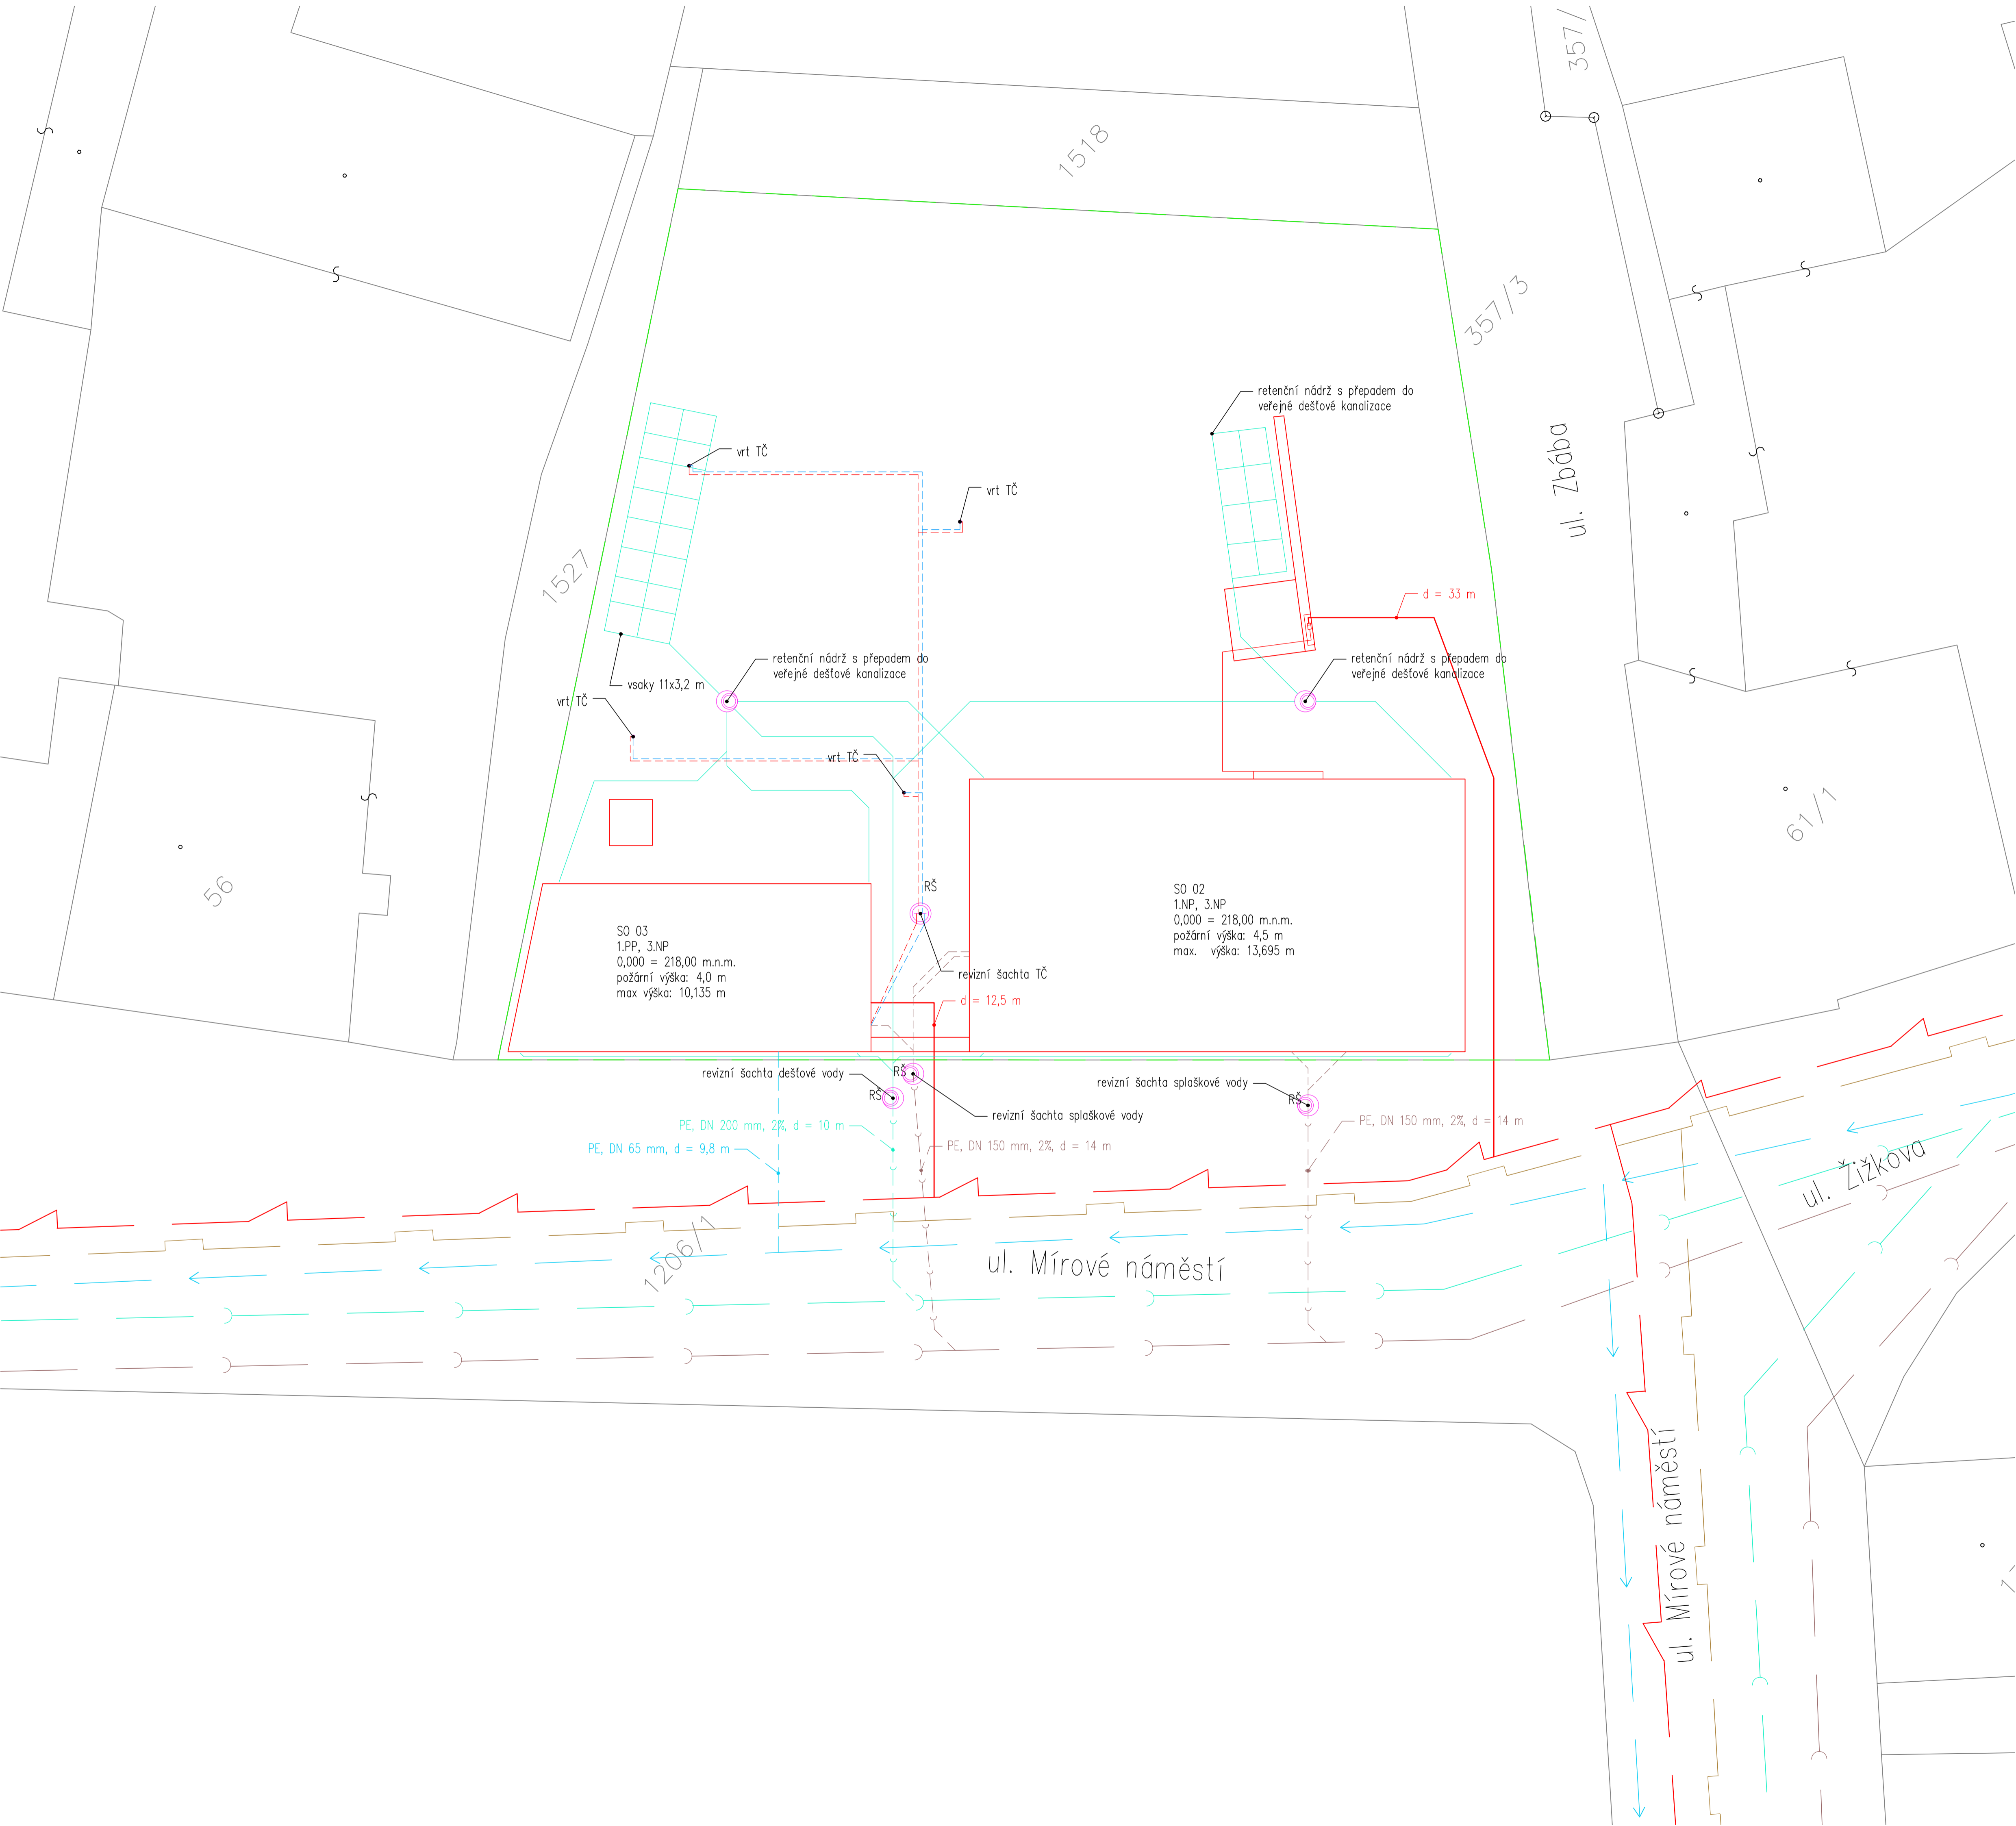 357/
1518
357/3
ul. Zbába
retenční nádrž s přepadem do
veřejné dešťové kanalizace
vrt TČ
vrt TČ
1527
d = 33 m
retenční nádrž s přepadem do
veřejné dešťové kanalizace
retenční nádrž s přepadem do
veřejné dešťové kanalizace
vsaky 11x3,2 m
vrt TČ
vrt TČ
61/1
56
RŠ
SO 02
1.NP, 3.NP
0,000 = 218,00 m.n.m.
požární výška: 4,5 m
max. výška: 13,695 m
SO 03
1.PP, 3.NP
0,000 = 218,00 m.n.m.
požární výška: 4,0 m
max výška: 10,135 m
revizní šachta TČ
d = 12,5 m
revizní šachta dešťové vody
RŠ
revizní šachta splaškové vody
RŠ
RŠ
revizní šachta splaškové vody
PE, DN 200 mm, 2%, d = 10 m
PE, DN 150 mm, 2%, d = 14 m
PE, DN 65 mm, d = 9,8 m
PE, DN 150 mm, 2%, d = 14 m
ul. Žižkova
1206/1
ul. Mírové náměstí
ul. Mírové náměstí